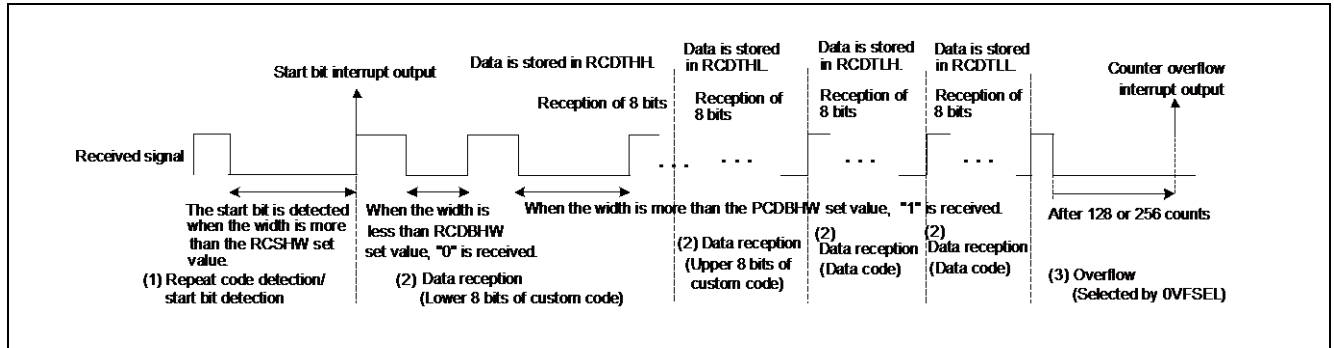 Start bit interrupt output
Data is stored in RCDTHH.
Data is stored
in RCDTHL.
Data is stored
in RCDTLH.
Data is stored
in RCDTLL.
Counter overflow
interrupt output
Reception of 8 bits
Reception of
8 bits
Reception of
8 bits
Reception of
8 bits
Received signal
The start bit is detected
when the width is more
than the RCSHW set
value.
When the width is
less than RCDBHW
set value, "0" is received.
When the width is more than the PCDBHW set value, "1" is received.
After 128 or 256 counts
(1) Repeat code detection/
start bit detection
(2) Data reception
(Lower 8 bits of custom code)
(2) Data reception
(Upper 8 bits of
custom code)
(2)
Data reception
(Data code)
(2)
Data reception
(Data code)
(3) Overflow
(Selected by 0VFSEL)